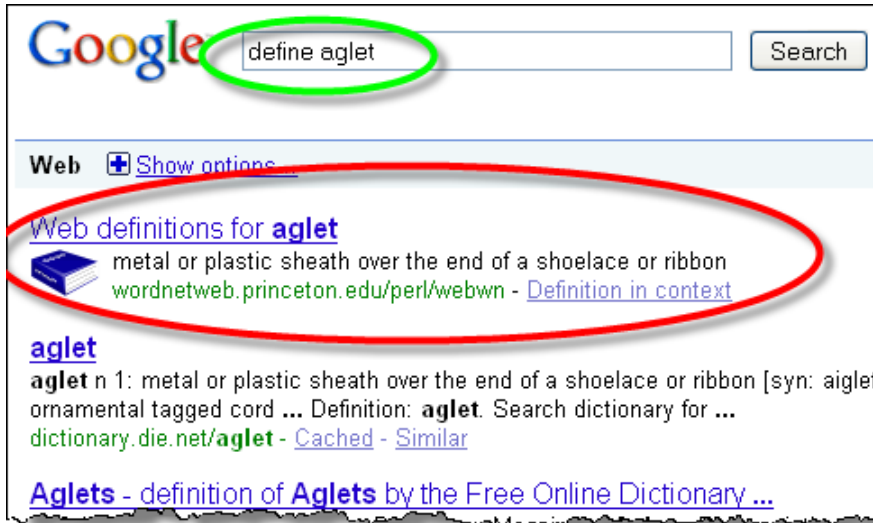 Google define aglet Search
Web Show options...
Web definitions for aglet
metal or plastic sheath over the end of a shoelace or ribbon
wordnetweb.princeton.edu/perl/webwn - Definition in context
aglet
aglet n 1: metal or plastic sheath over the end of a shoelace or ribbon [syn: aiglet
ornamental tagged cord ... Definition: aglet. Search dictionary for ...
dictionary.die.net/aglet - Cached - Similar
Aglets - definition of Aglets by the Free Online Dictionary ...